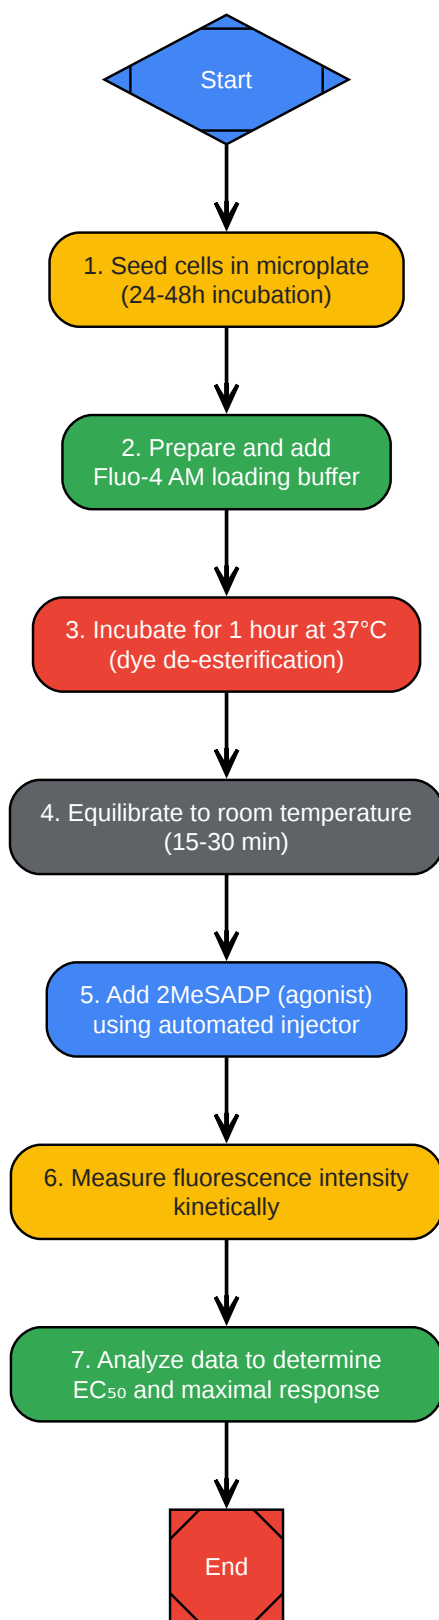 Start
1. Seed cells in microplate
(24-48h incubation)
2. Prepare and add
Fluo-4 AM loading buffer
3. Incubate for 1 hour at 37°C
(dye de-esterification)
4. Equilibrate to room temperature
(15-30 min)
5. Add 2MeSADP (agonist)
using automated injector
6. Measure fluorescence intensity
kinetically
7. Analyze data to determine
EC₅₀ and maximal response
End